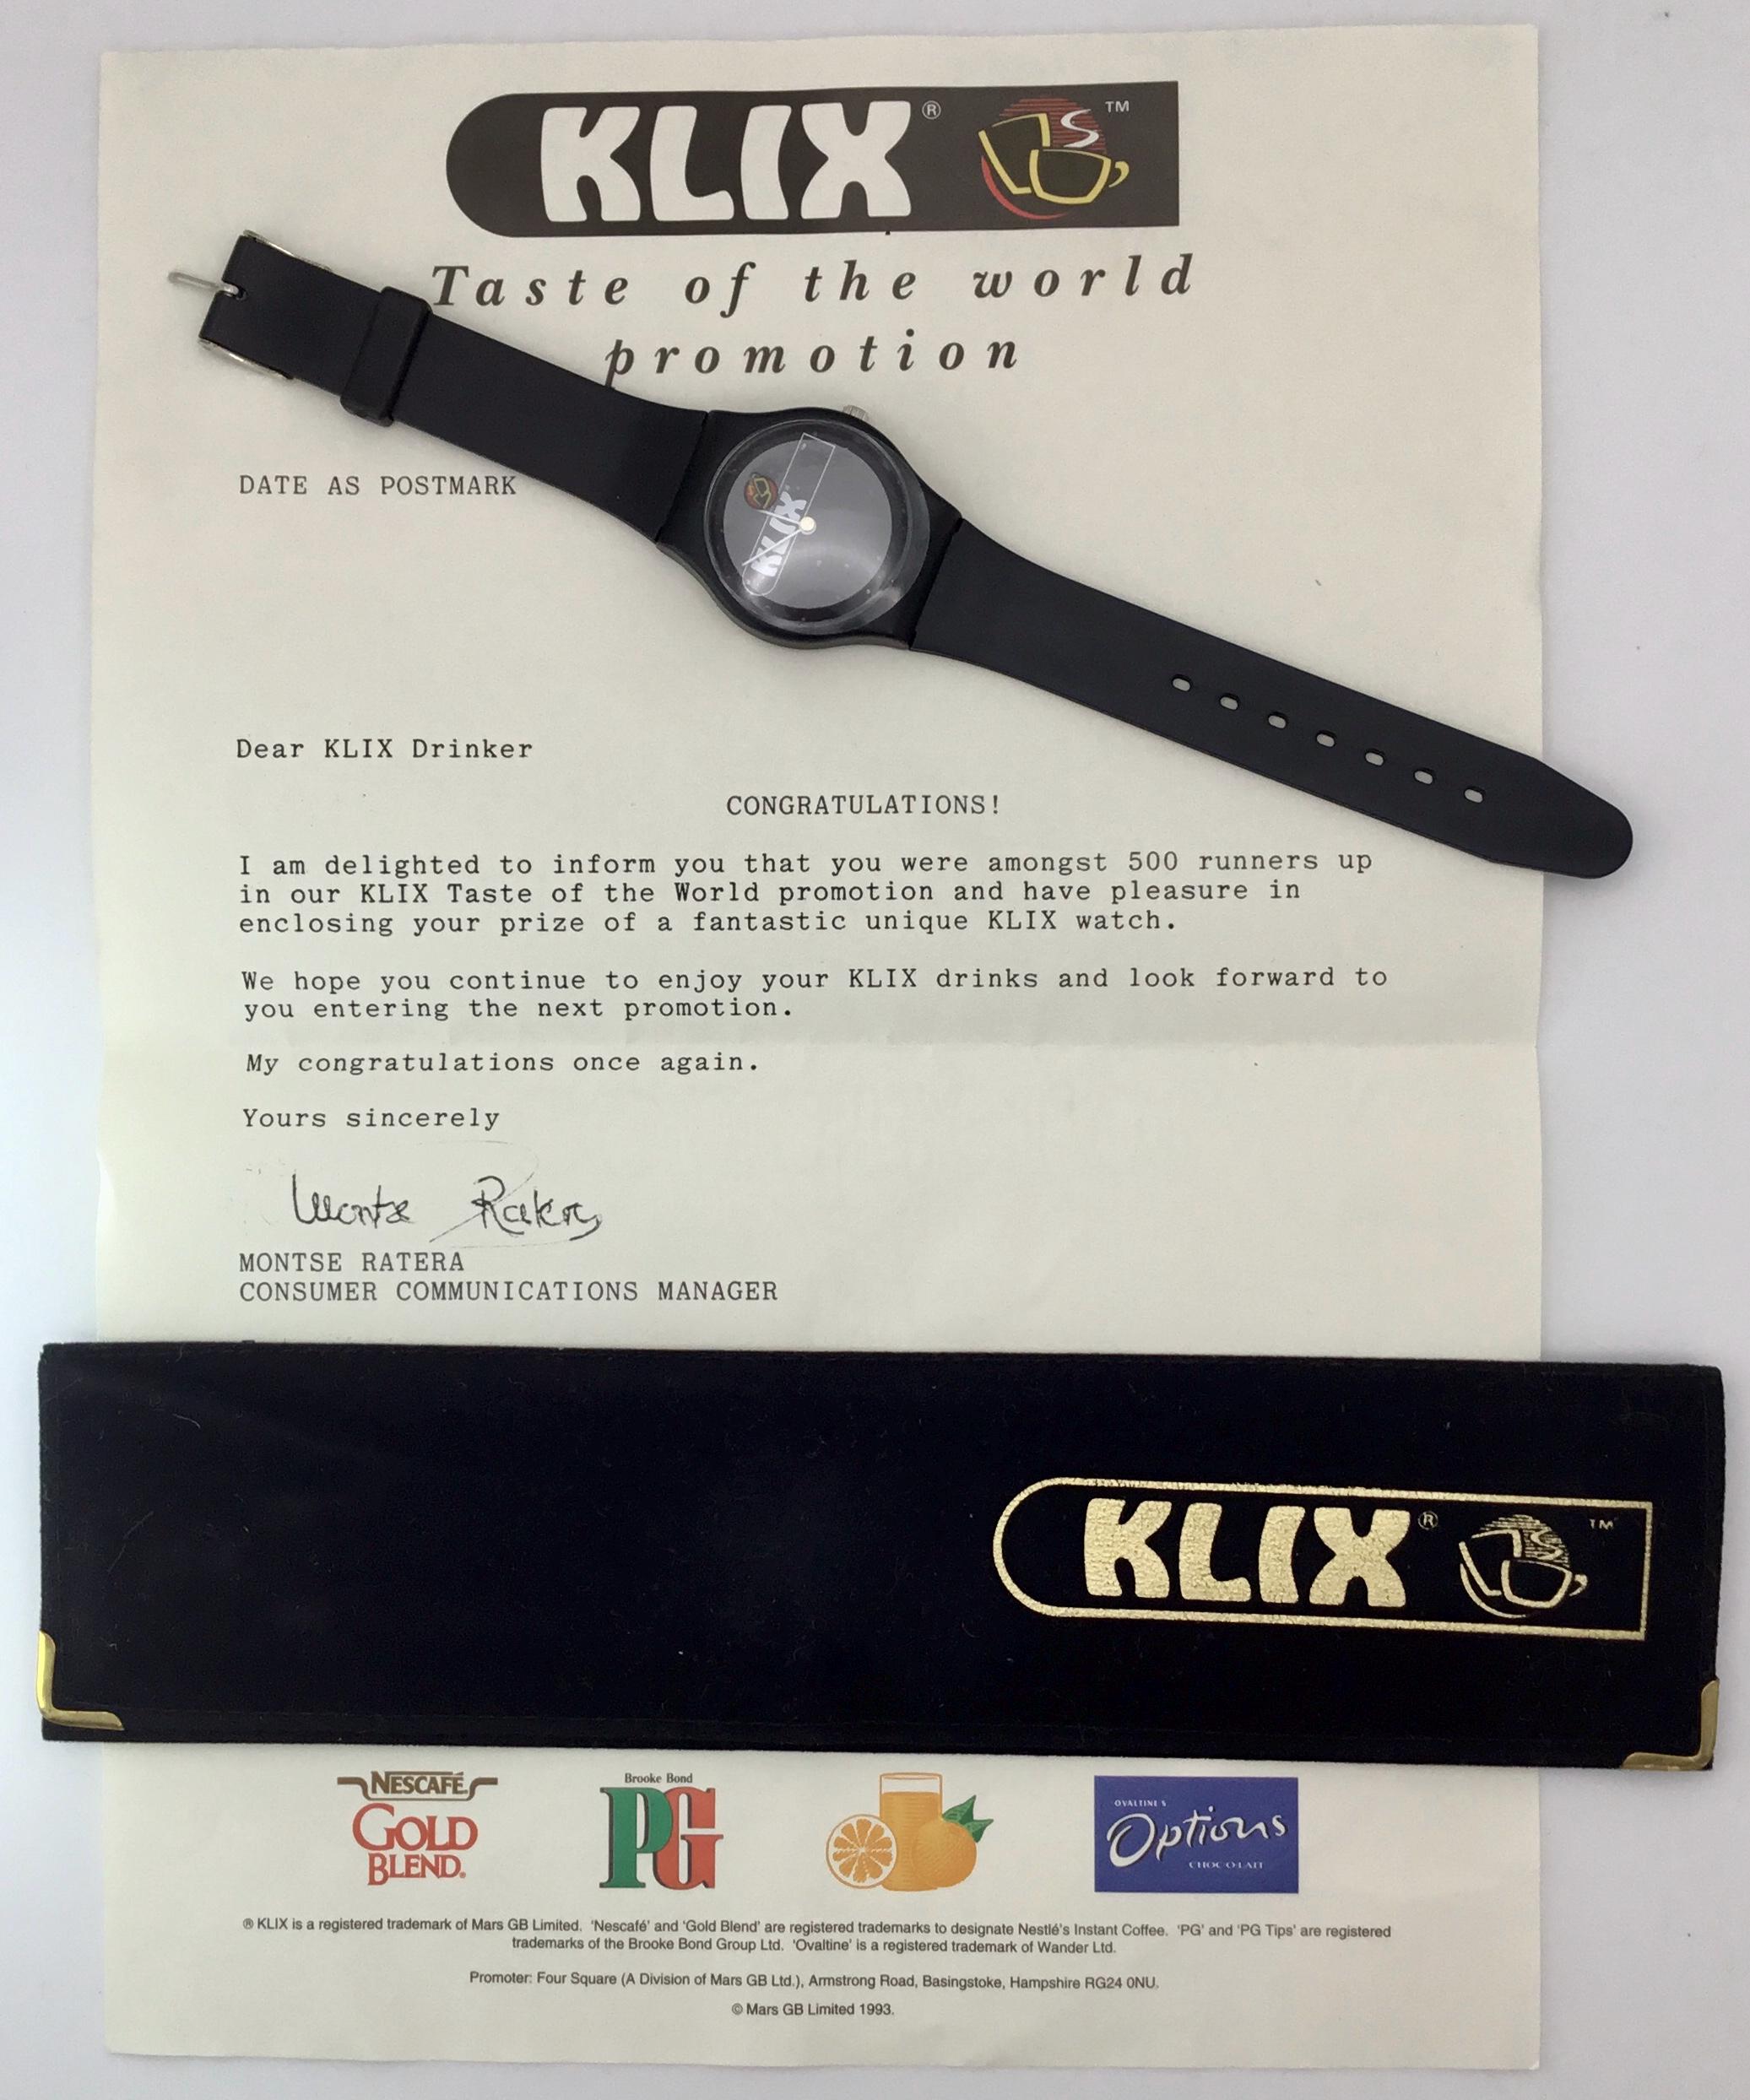 KLIX® TM
Taste of the world
promotion
KLIX
DATE AS POSTMARK
Dear KLIX Drinker
CONGRATULATIONS!
I am delighted to inform you that you were amongst 500 runners up
in our KLIX Taste of the World promotion and have pleasure in
enclosing your prize of a fantastic unique KLIX watch.
We hope you continue to enjoy your KLIX drinks and look forward to
you entering the next promotion.
My congratulations once again.
Yours sincerely
Montse Ratera
MONTSE RATERA
CONSUMER COMMUNICATIONS MANAGER
KLIX® TM
NESCAFÉ
GOLD
BLEND®
Brooke Bond
PG
OVALTINE'S
Options
CHOC·O·LAIT
® KLIX is a registered trademark of Mars GB Limited. 'Nescafé' and 'Gold Blend' are registered trademarks to designate Nestlé's Instant Coffee. 'PG' and 'PG Tips' are registered
trademarks of the Brooke Bond Group Ltd. 'Ovaltine' is a registered trademark of Wander Ltd.
Promoter: Four Square (A Division of Mars GB Ltd.), Armstrong Road, Basingstoke, Hampshire RG24 0NU.
© Mars GB Limited 1993.